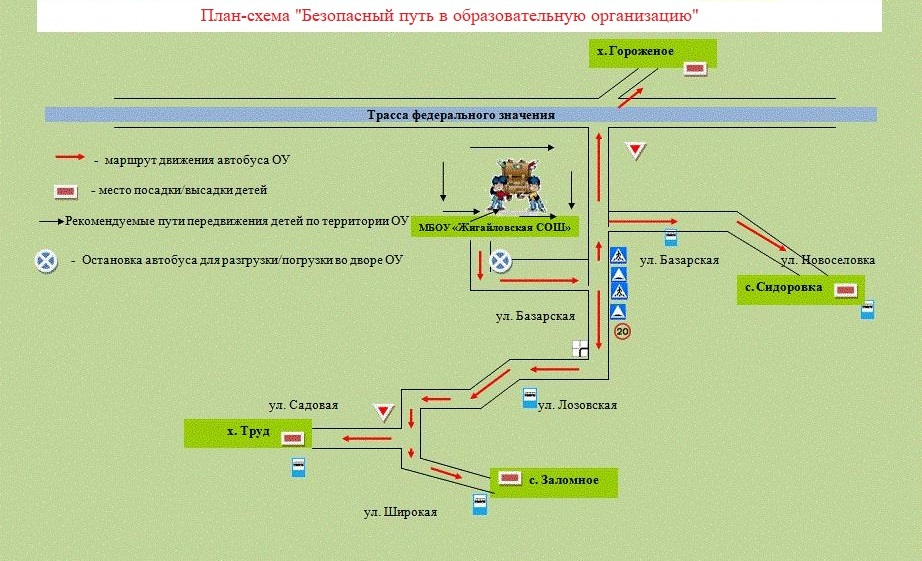 План-схема "Безопасный путь в образовательную организацию"
х. Гороженое
Трасса федерального значения
- маршрут движения автобуса ОУ
- место посадки/высадки детей
Рекомендуемые пути передвижения детей по территории ОУ
МБОУ «Жигайловская СОШ»
- Остановка автобуса для разгрузки/погрузки во дворе ОУ
ул. Базарская
ул. Новоселовка
с. Сидоровка
ул. Базарская
20
ул. Садовая
ул. Лозовская
х. Труд
с. Заломное
ул. Широкая